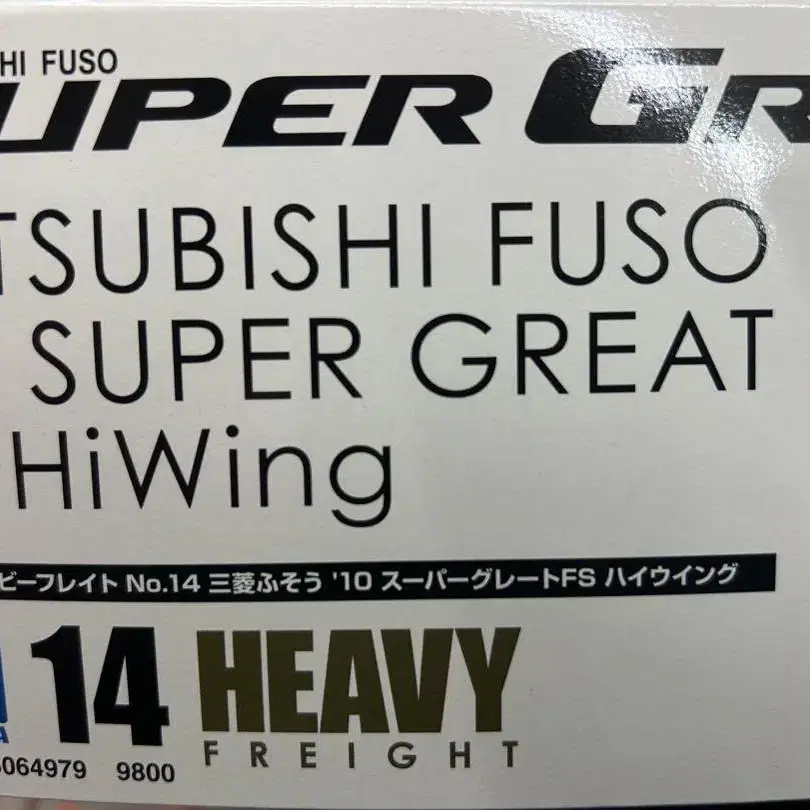 HI FUSO
UPER GR
TSUBISHI FUSO
SUPER GREAT
HiWing
ビーフレイト No.14 三菱ふそう '10 スーパーグレートFS ハイウイング
14 HEAVY
FREIGHT
A
064979 9800